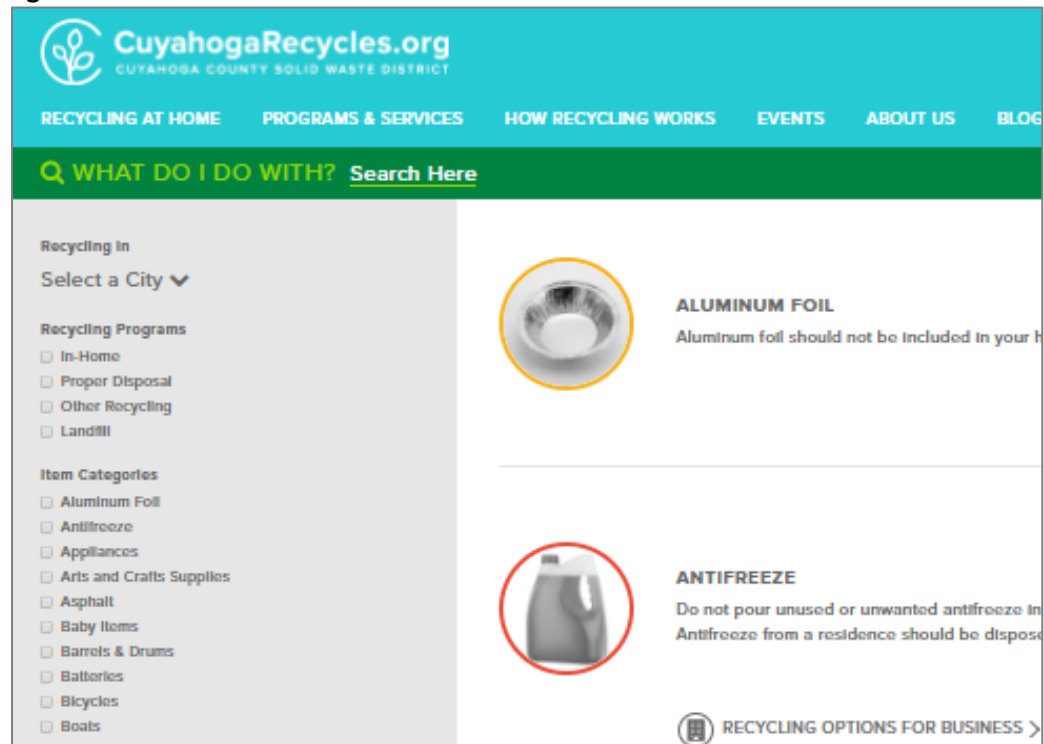 CuyahogaRecycles.org
CUYAHOGA COUNTY SOLID WASTE DISTRICT
RECYCLING AT HOME PROGRAMS & SERVICES HOW RECYCLING WORKS EVENTS ABOUT US BLOG
WHAT DO I DO WITH? Search Here
Recycling In
Select a City
Recycling Programs
In-Home
Proper Disposal
Other Recycling
Landfill
Item Categories
Aluminum Foil
Antifreeze
Appliances
Arts and Crafts Supplies
Asphalt
Baby Items
Barrels & Drums
Batteries
Bicycles
Boats
ALUMINUM FOIL
Aluminum foil should not be included in your h
ANTIFREEZE
Do not pour unused or unwanted antifreeze in
Antifreeze from a residence should be dispose
RECYCLING OPTIONS FOR BUSINESS